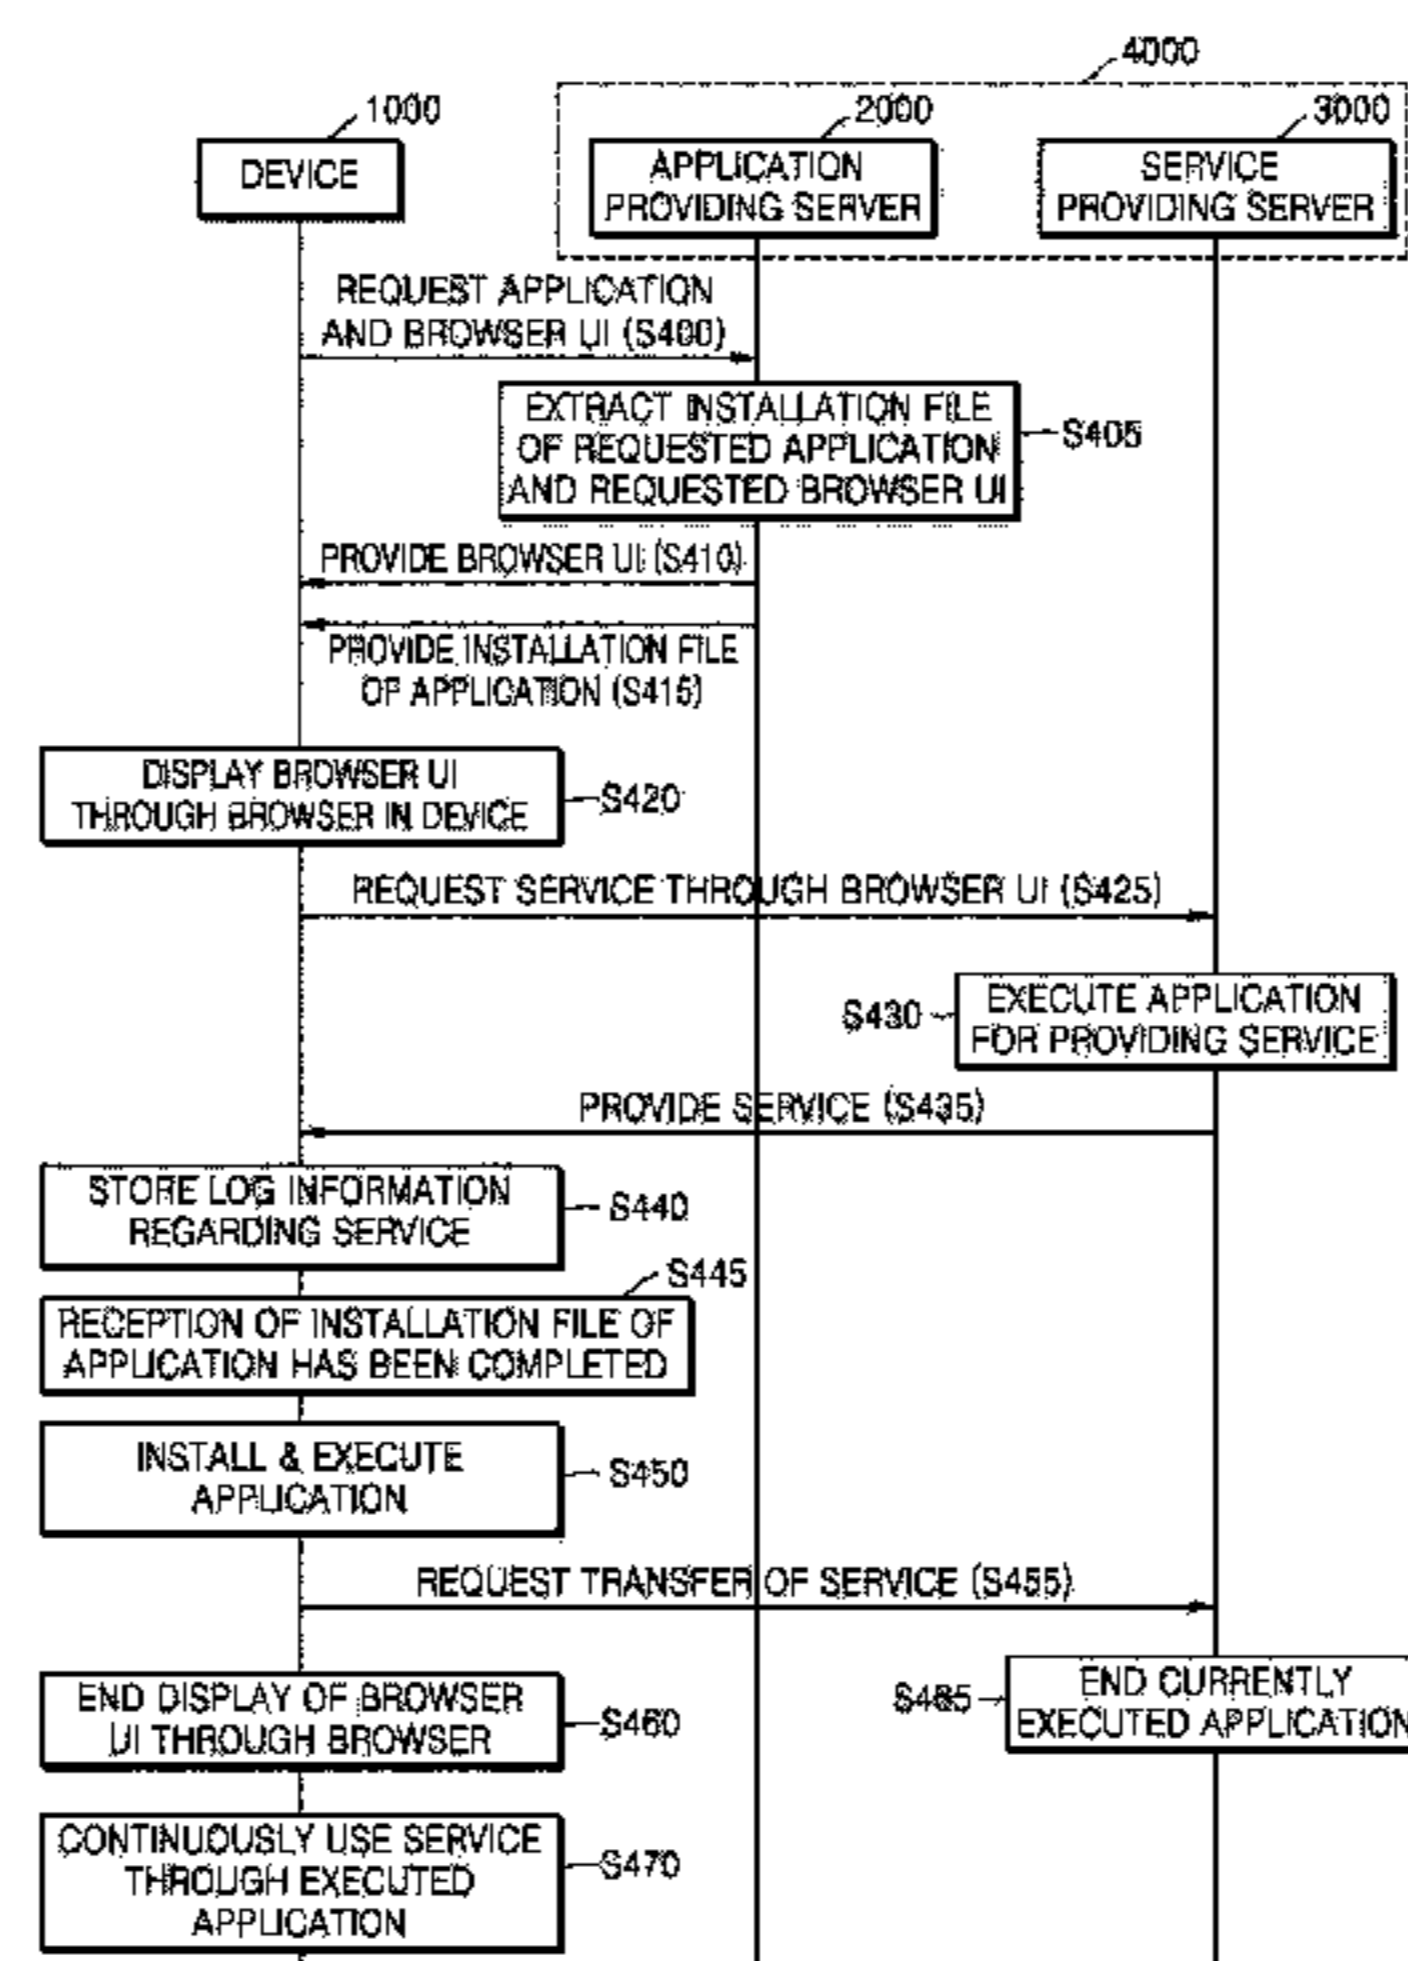 4000
1000
2000
3000
DEVICE
APPLICATION
PROVIDING SERVER
SERVICE
PROVIDING SERVER
REQUEST APPLICATION
AND BROWSER UI (S400)
EXTRACT INSTALLATION FILE
OF REQUESTED APPLICATION
AND REQUESTED BROWSER UI
S405
PROVIDE BROWSER UI (S410)
PROVIDE INSTALLATION FILE
OF APPLICATION (S415)
DISPLAY BROWSER UI
THROUGH BROWSER IN DEVICE
S420
REQUEST SERVICE THROUGH BROWSER UI (S425)
S430
EXECUTE APPLICATION
FOR PROVIDING SERVICE
PROVIDE SERVICE (S435)
STORE LOG INFORMATION
REGARDING SERVICE
S440
S445
RECEPTION OF INSTALLATION FILE OF
APPLICATION HAS BEEN COMPLETED
INSTALL & EXECUTE
APPLICATION
S450
REQUEST TRANSFER OF SERVICE (S455)
END DISPLAY OF BROWSER
UI THROUGH BROWSER
S460
S465
END CURRENTLY
EXECUTED APPLICATION
CONTINUOUSLY USE SERVICE
THROUGH EXECUTED
APPLICATION
S470